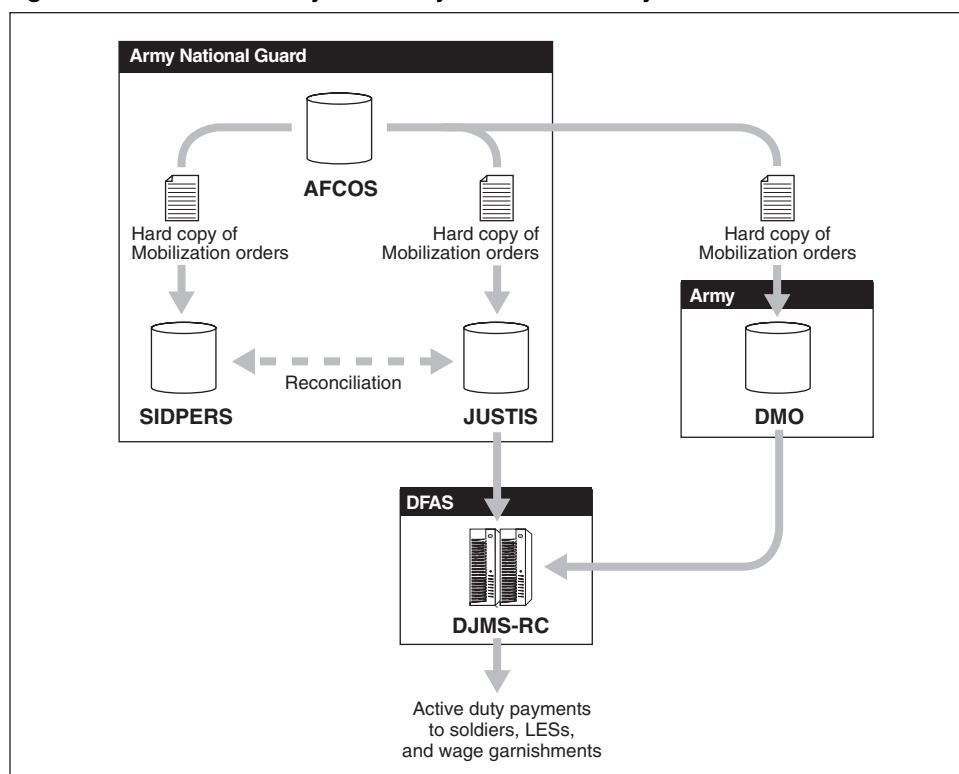 Army National Guard
AFCOS
Hard copy of
Mobilization orders
Hard copy of
Mobilization orders
Hard copy of
Mobilization orders
Army
SIDPERS
Reconciliation
JUSTIS
DMO
DFAS
DJMS-RC
Active duty payments
to soldiers, LESs,
and wage garnishments